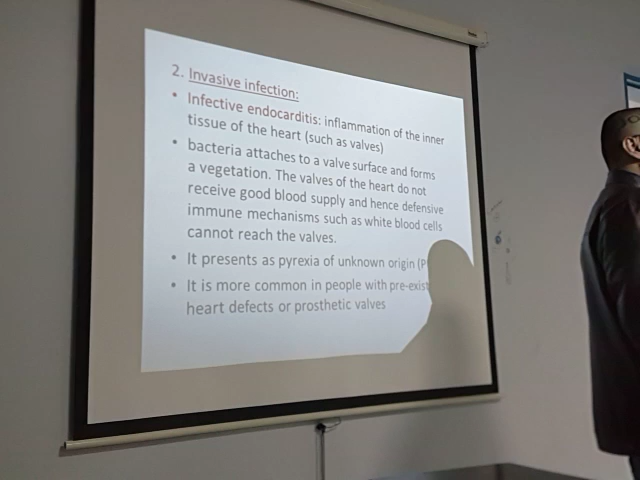 2. Invasive infection:
• Infective endocarditis: inflammation of the inner
tissue of the heart (such as valves)
• bacteria attaches to a valve surface and forms
a vegetation. The valves of the heart do not
receive good blood supply and hence defensive
immune mechanisms such as white blood cells
cannot reach the valves.
• It presents as pyrexia of unknown origin
• It is more common in people with
heart defects or prosthetic valves